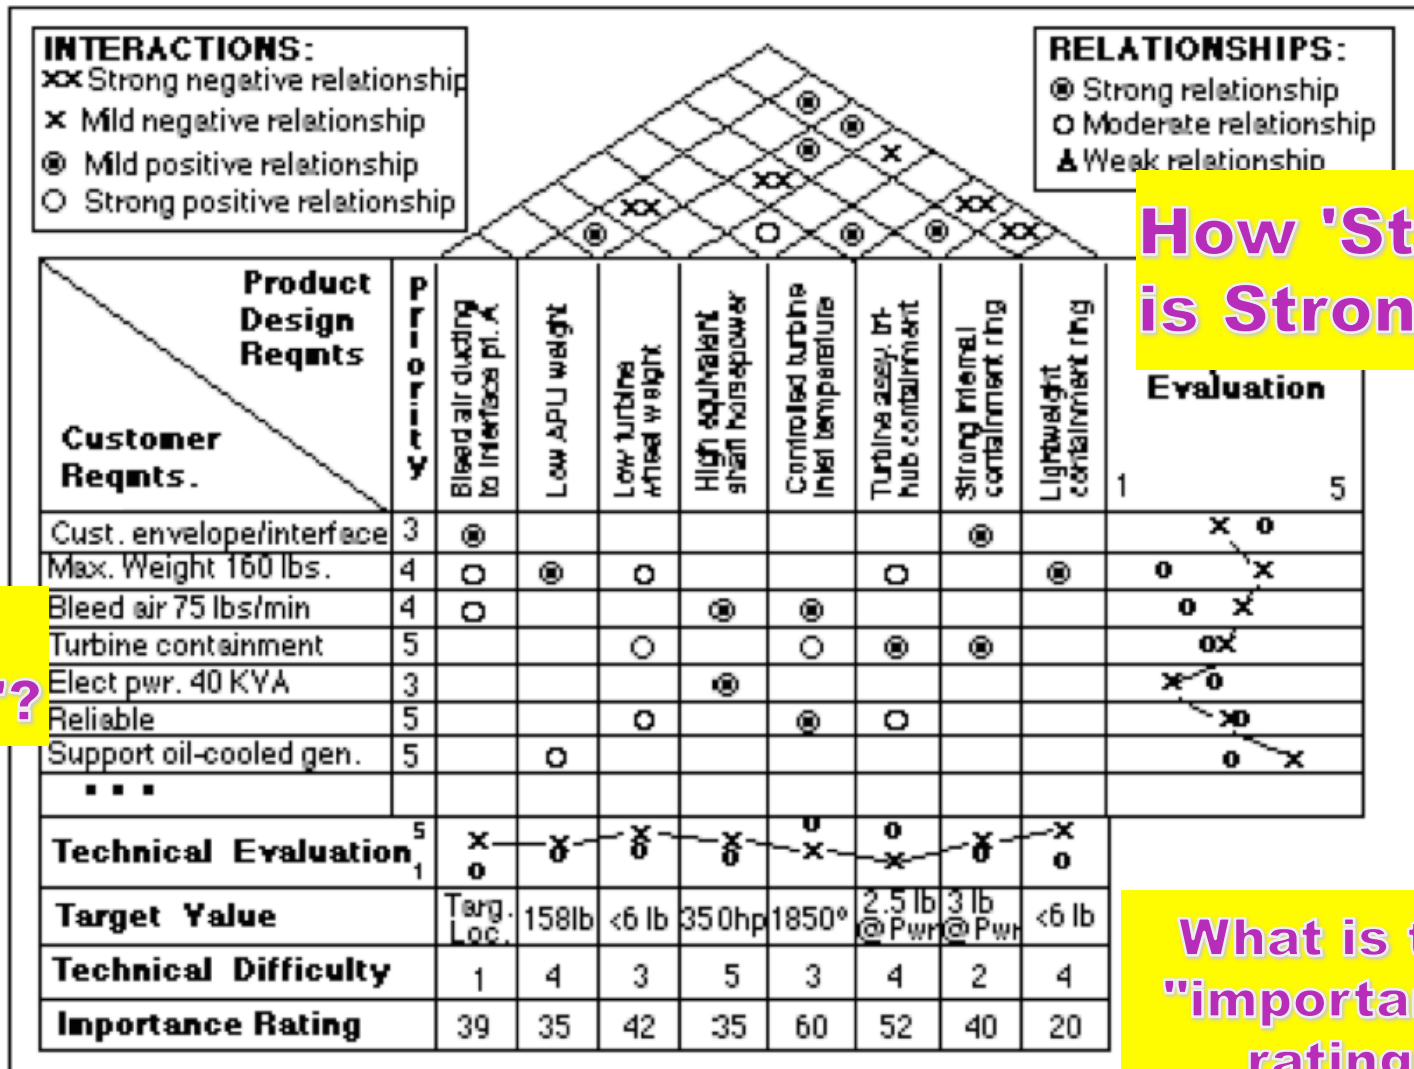 INTERACTIONS:
XX Strong negative relationship
X Mild negative relationship
Mild positive relationship
Strong positive relationship
RELATIONSHIPS:
Strong relationship
Moderate relationship
Weak relationship
How 'St
is Stron
Product
Design
Reqmts
Customer
Reqmts.
Priority
Bleed air ducting
to interface pl. A
Low APU weight
Low turbine
wheel weight
High equivalent
shaft horsepower
Controlled turbine
inlet temperature
Turbine assy. tri-
hub containment
Strong internal
containment ring
Lightweight
containment ring
Evaluation
1 5
Cust. envelope/interface 3
Max. Weight 160 lbs. 4
Bleed air 75 lbs/min 4
Turbine containment 5
Elect pwr. 40 KVA 3
"?
Reliable 5
Support oil-cooled gen. 5
...
Technical Evaluation 5 1
Target Value Targ. Loc. 158lb <6 lb 350hp 1850° 2.5 lb @ Pwr 3 lb @ Pwr <6 lb
Technical Difficulty 1 4 3 5 3 4 2 4
Importance Rating 39 35 42 35 60 52 40 20
What is t
"importa
rating